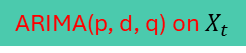 ARIMA(p, d, q) on Xₜ